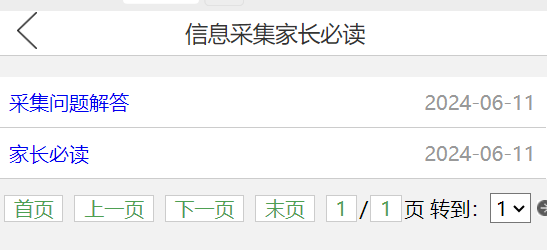 信息采集家长必读
采集问题解答 2024-06-11
家长必读 2024-06-11
首页 上一页 下一页 末页 1/1页 转到：1